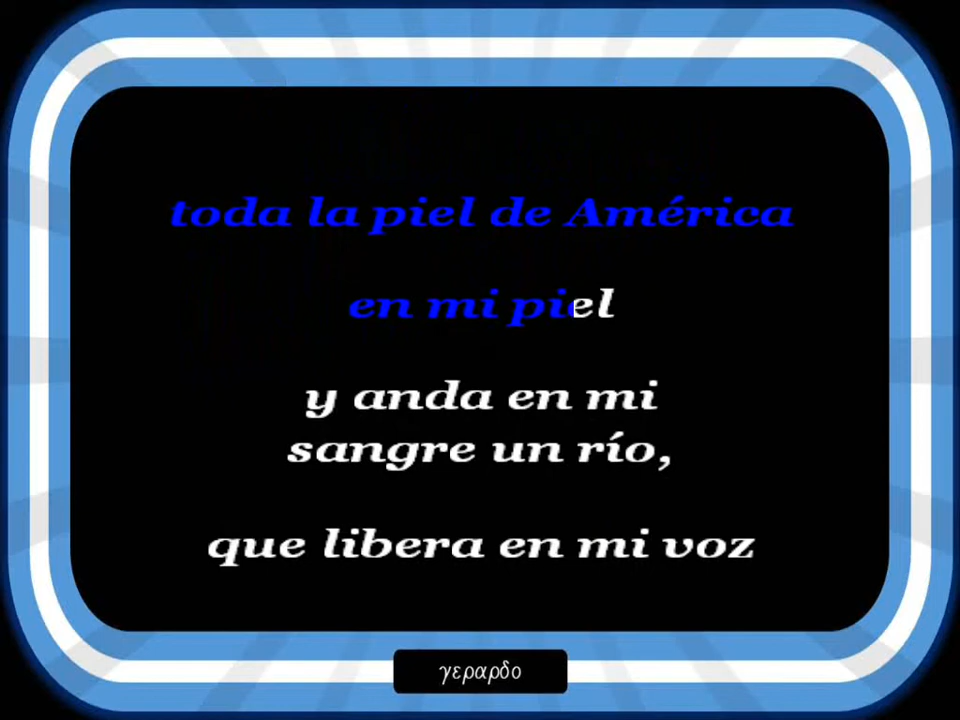 toda la piel de América
en mi piel
y anda en mi
sangre un río,
que libera en mi voz
γεραρδο